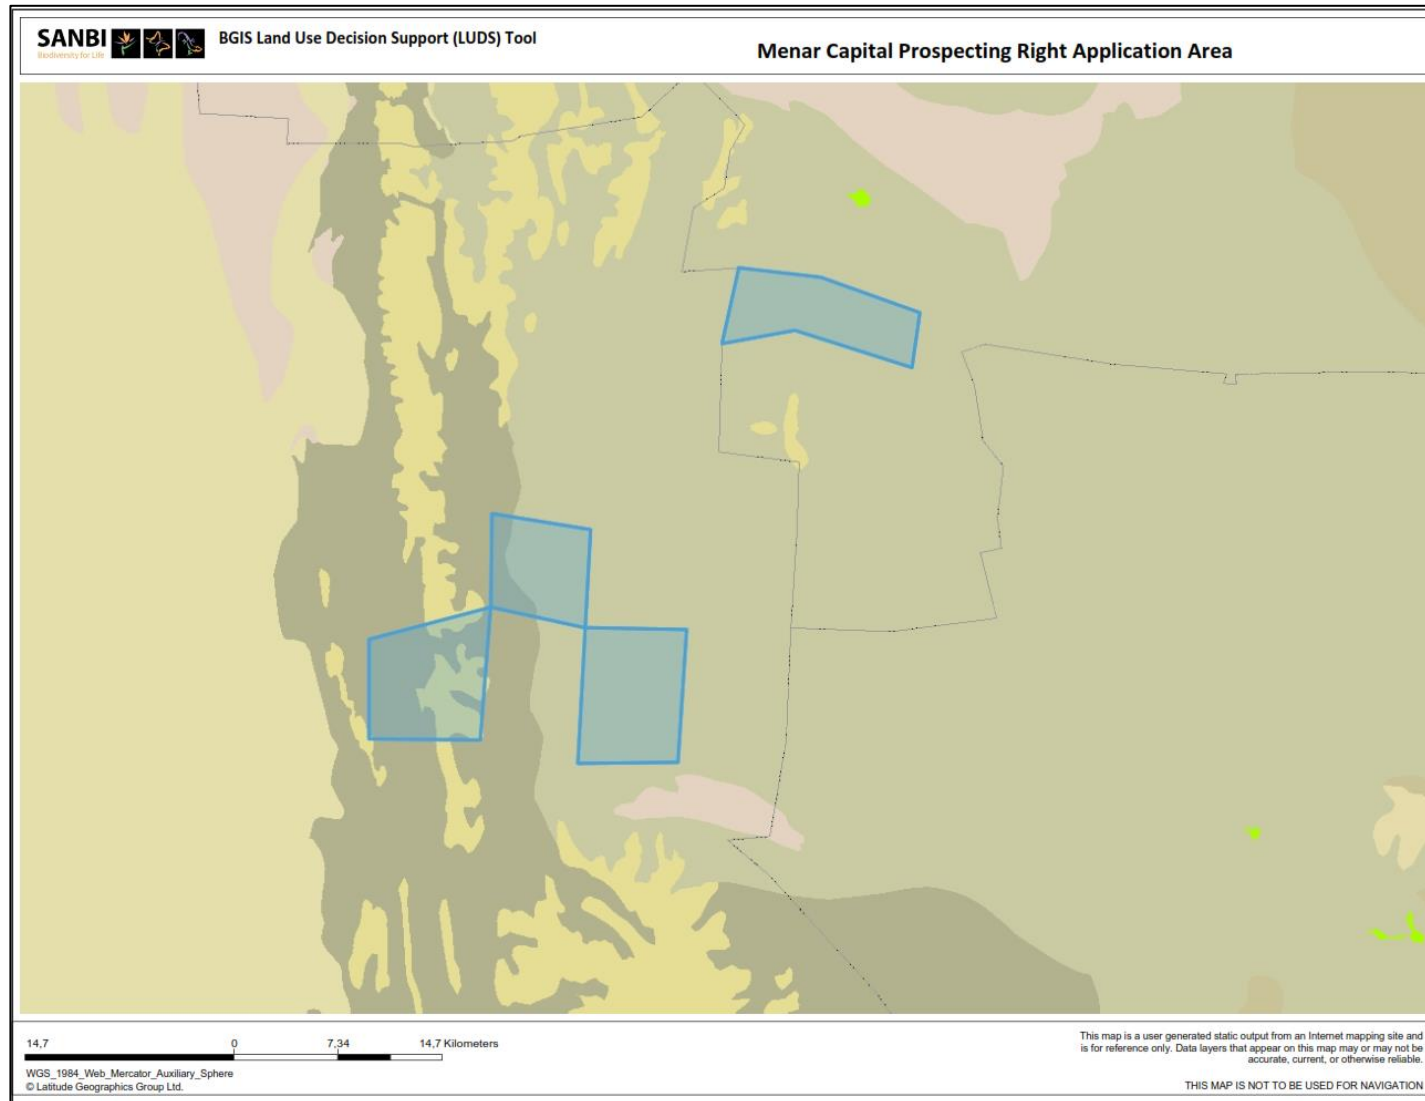 SANBI
Biodiversity for Life
BGIS Land Use Decision Support (LUDS) Tool
Menar Capital Prospecting Right Application Area
14,7 0 7,34 14,7 Kilometers
WGS_1984_Web_Mercator_Auxiliary_Sphere
© Latitude Geographics Group Ltd.
This map is a user generated static output from an Internet mapping site and
is for reference only. Data layers that appear on this map may or may not be
accurate, current, or otherwise reliable.
THIS MAP IS NOT TO BE USED FOR NAVIGATION